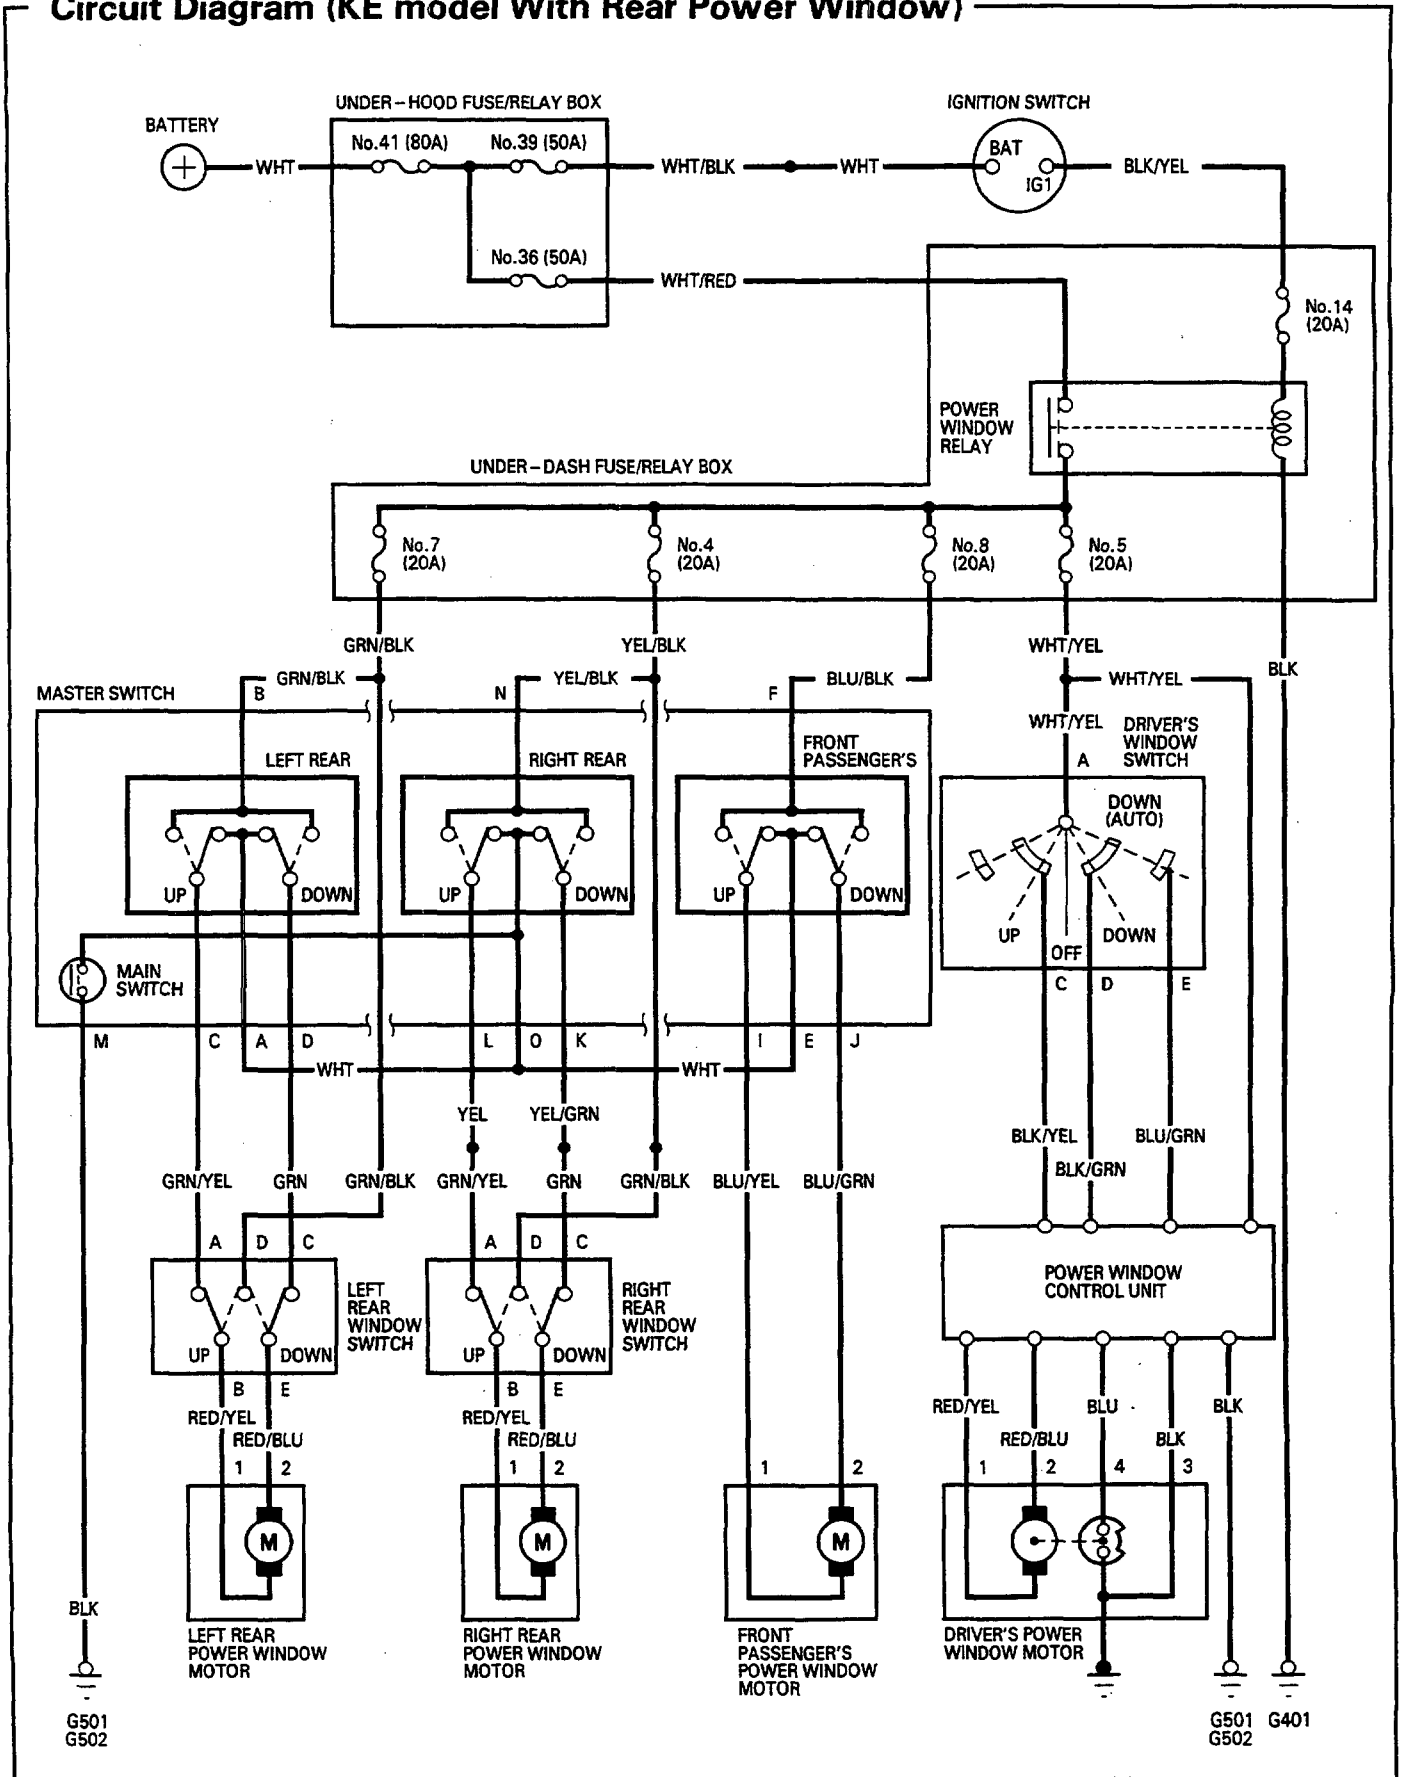 Circuit Diagram (KE model With Rear Power Window)
UNDER-HOOD FUSE/RELAY BOX
IGNITION SWITCH
BATTERY
No.41 (80A)
No.39 (50A)
BAT
+
WHT
WHT/BLK
WHT
BLK/YEL
IG1
No.36 (50A)
WHT/RED
No.14
(20A)
POWER
WINDOW
RELAY
UNDER-DASH FUSE/RELAY BOX
No.7
(20A)
No.4
(20A)
No.8
(20A)
No.5
(20A)
GRN/BLK
YEL/BLK
WHT/YEL
BLK
GRN/BLK
YEL/BLK
BLU/BLK
WHT/YEL
MASTER SWITCH
B
N
F
WHT/YEL
DRIVER'S
WINDOW
SWITCH
A
LEFT REAR
RIGHT REAR
FRONT
PASSENGER'S
DOWN
(AUTO)
UP
DOWN
UP
DOWN
UP
DOWN
UP
OFF
DOWN
MAIN
SWITCH
C
D
E
M
C
A
D
L
O
K
I
E
J
WHT
WHT
YEL
YEL/GRN
BLK/YEL
BLU/GRN
BLK/GRN
GRN/YEL
GRN
GRN/BLK
GRN/YEL
GRN
GRN/BLK
BLU/YEL
BLU/GRN
A
D
C
A
D
C
LEFT
REAR
WINDOW
SWITCH
RIGHT
REAR
WINDOW
SWITCH
POWER WINDOW
CONTROL UNIT
UP
DOWN
UP
DOWN
B
E
B
E
RED/YEL
RED/BLU
RED/YEL
RED/BLU
RED/YEL
BLU
BLK
RED/BLU
BLK
1
2
1
2
1
2
1
2
4
3
M
M
M
BLK
LEFT REAR
POWER WINDOW
MOTOR
RIGHT REAR
POWER WINDOW
MOTOR
FRONT
PASSENGER'S
POWER WINDOW
MOTOR
DRIVER'S POWER
WINDOW MOTOR
G501
G502
G501
G502
G401